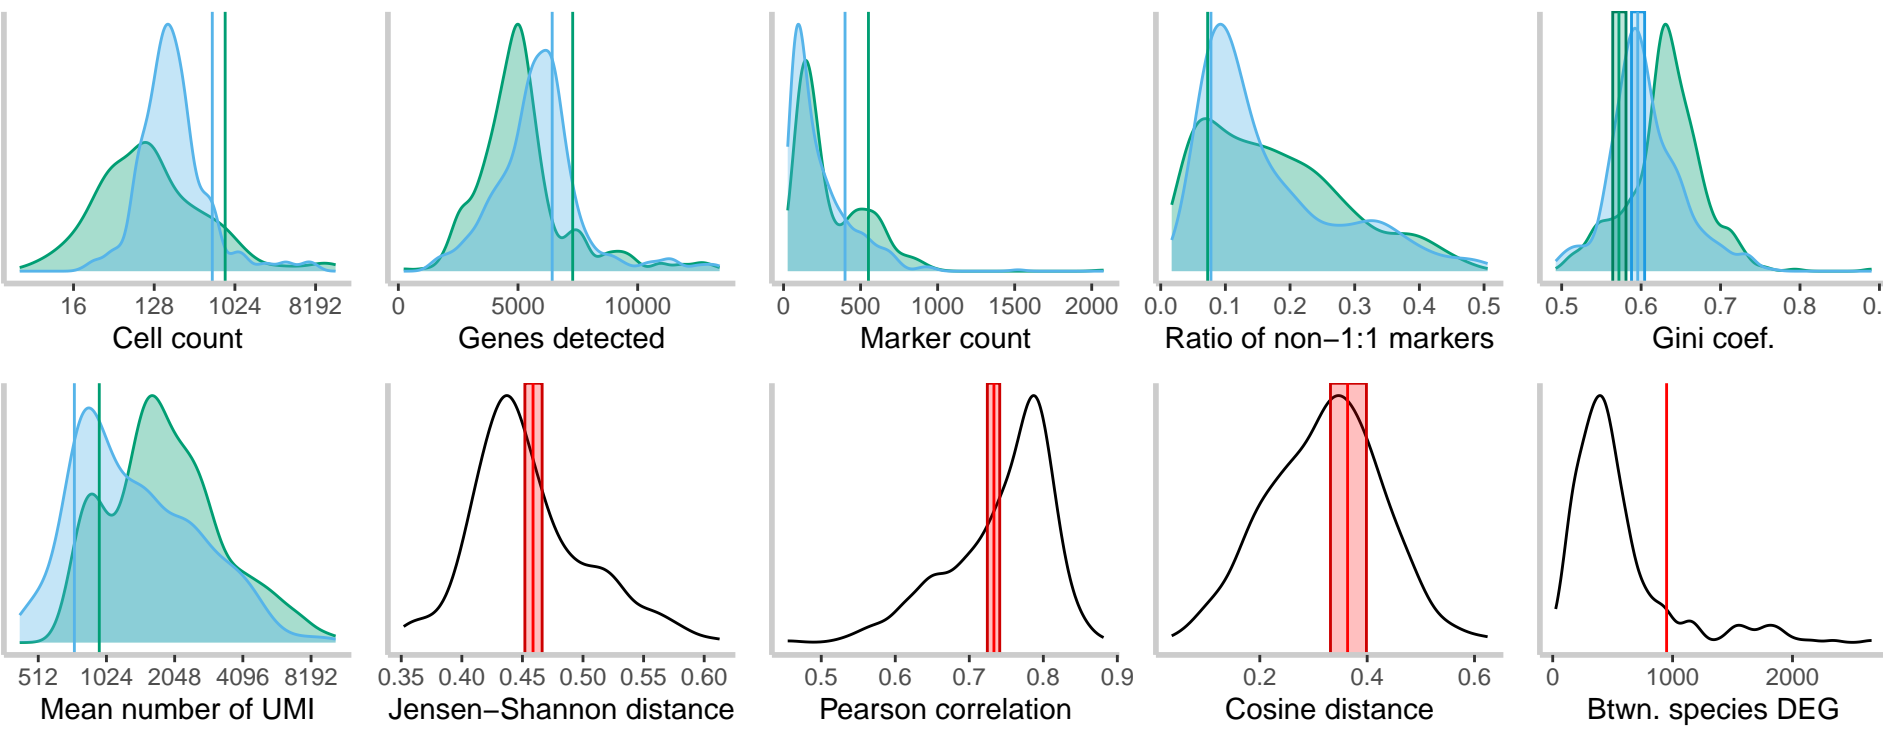 16 128 1024 8192
Cell count
0 5000 10000
Genes detected
0 500 1000 1500 2000
Marker count
0.0 0.1 0.2 0.3 0.4 0.5
Ratio of non−1:1 markers
0.5 0.6 0.7 0.8 0.
Gini coef.
512 1024 2048 4096 8192
Mean number of UMI
0.35 0.40 0.45 0.50 0.55 0.60
Jensen−Shannon distance
0.5 0.6 0.7 0.8 0.9
Pearson correlation
0.2 0.4 0.6
Cosine distance
0 1000 2000
Btwn. species DEG